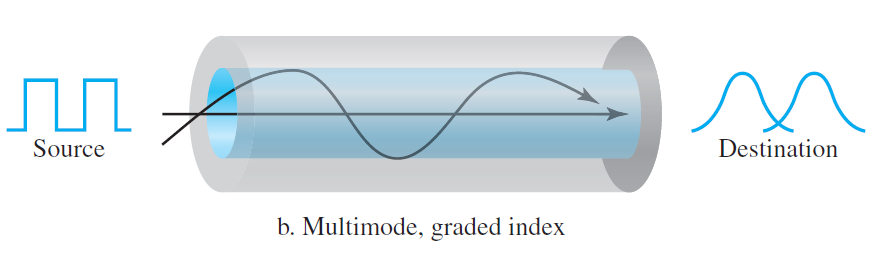 Source
Destination
b. Multimode, graded index